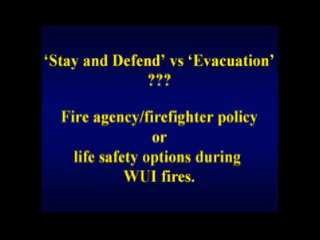 ‘Stay and Defend’ vs ‘Evacuation’
???
Fire agency/firefighter policy
or
life safety options during
WUI fires.